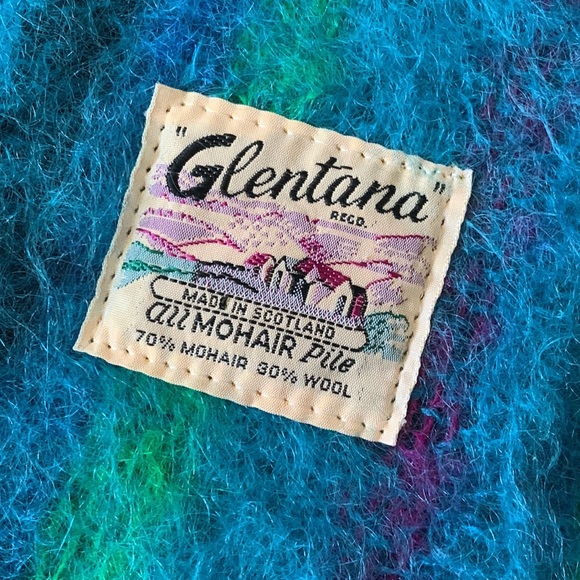 "Glentana"
REGD.
MADE IN SCOTLAND
all MOHAIR Pile
70% MOHAIR 30% WOOL